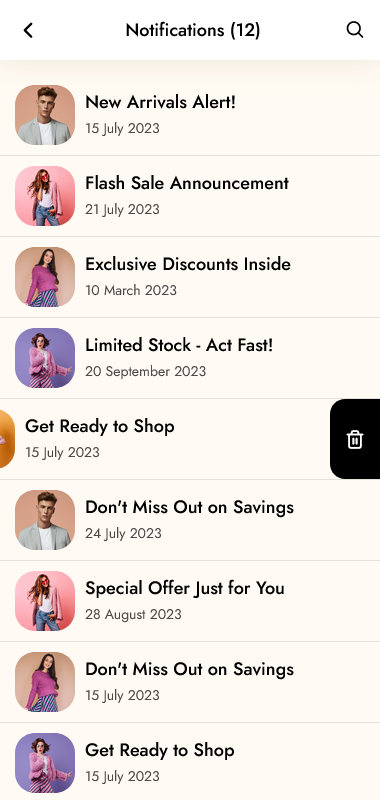 Notifications (12)
New Arrivals Alert!
15 July 2023
Flash Sale Announcement
21 July 2023
Exclusive Discounts Inside
10 March 2023
Limited Stock - Act Fast!
20 September 2023
Get Ready to Shop
15 July 2023
Don't Miss Out on Savings
24 July 2023
Special Offer Just for You
28 August 2023
Don't Miss Out on Savings
15 July 2023
Get Ready to Shop
15 July 2023